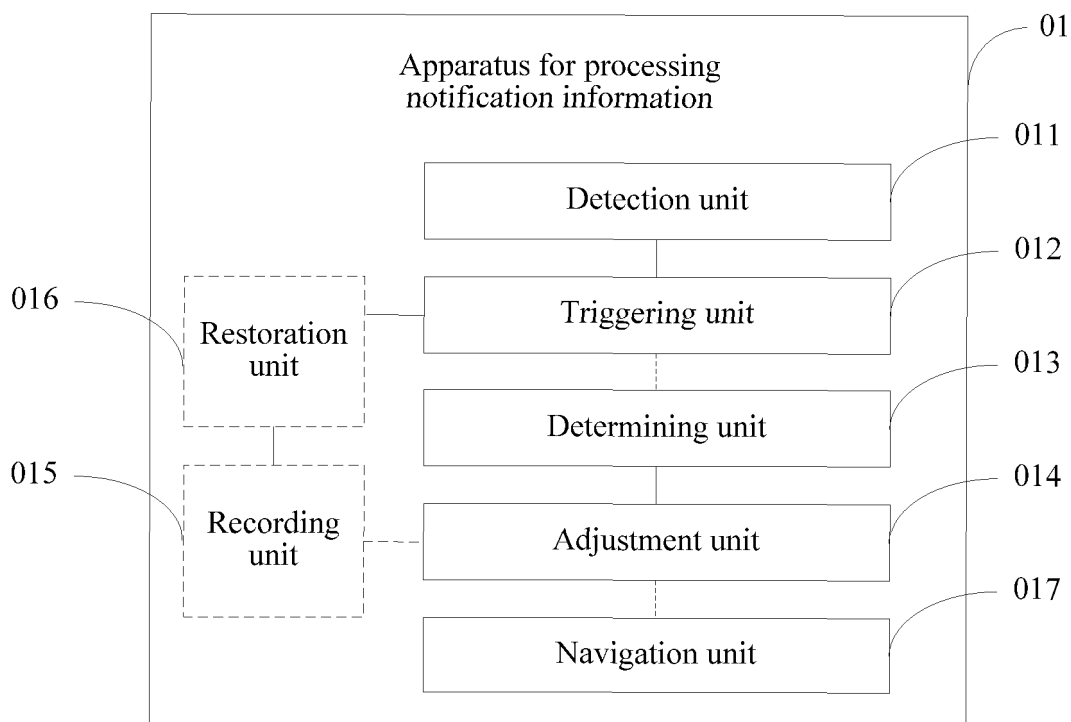 01
Apparatus for processing
notification information
011
Detection unit
012
Triggering unit
016
Restoration
unit
013
Determining unit
015
Recording
unit
014
Adjustment unit
017
Navigation unit